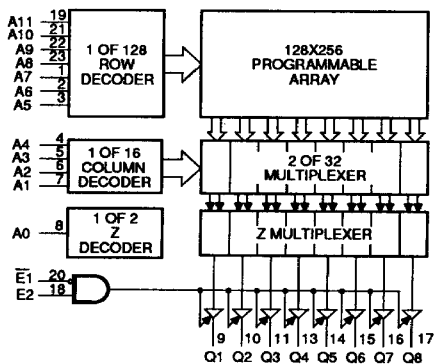 A11 19
A10 21
A9 22
A8 23
A7 1
A6 2
A5 3
1 OF 128
ROW
DECODER
128X256
PROGRAMMABLE
ARRAY
A4 4
A3 5
A2 6
A1 7
1 OF 16
COLUMN
DECODER
2 OF 32
MULTIPLEXER
A0 8
1 OF 2
Z
DECODER
Z MULTIPLEXER
E1 20
E2 18
9 10 11 13 14 15 16 17
Q1 Q2 Q3 Q4 Q5 Q6 Q7 Q8